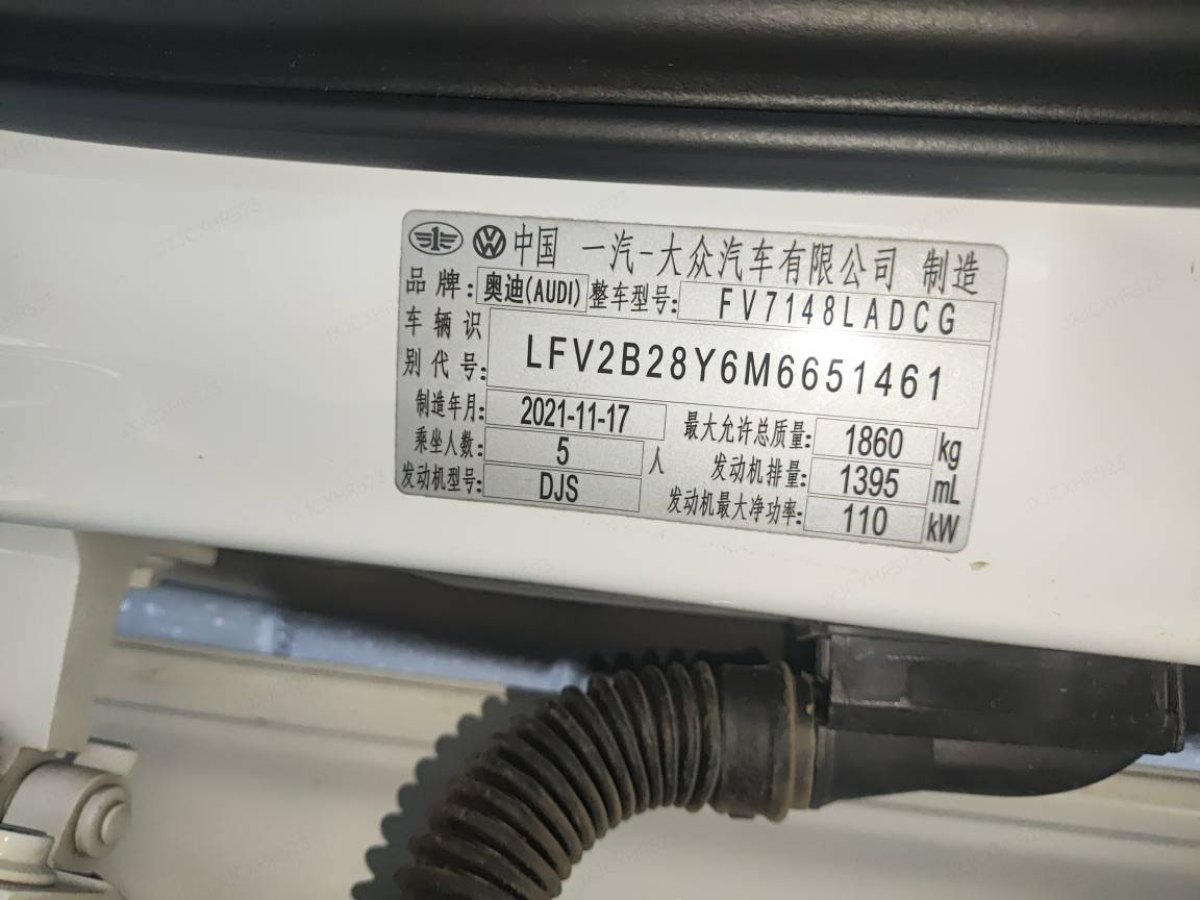 中国 一汽-大众汽车有限公司 制造
品牌: 奥迪(AUDI) 整车型号: FV7148LADCG
车辆识别代号: LFV2B28Y6M6651461
制造年月: 2021-11-17 最大允许总质量: 1860 kg
乘坐人数: 5 人 发动机排量: 1395 mL
发动机型号: DJS 发动机最大净功率: 110 kW